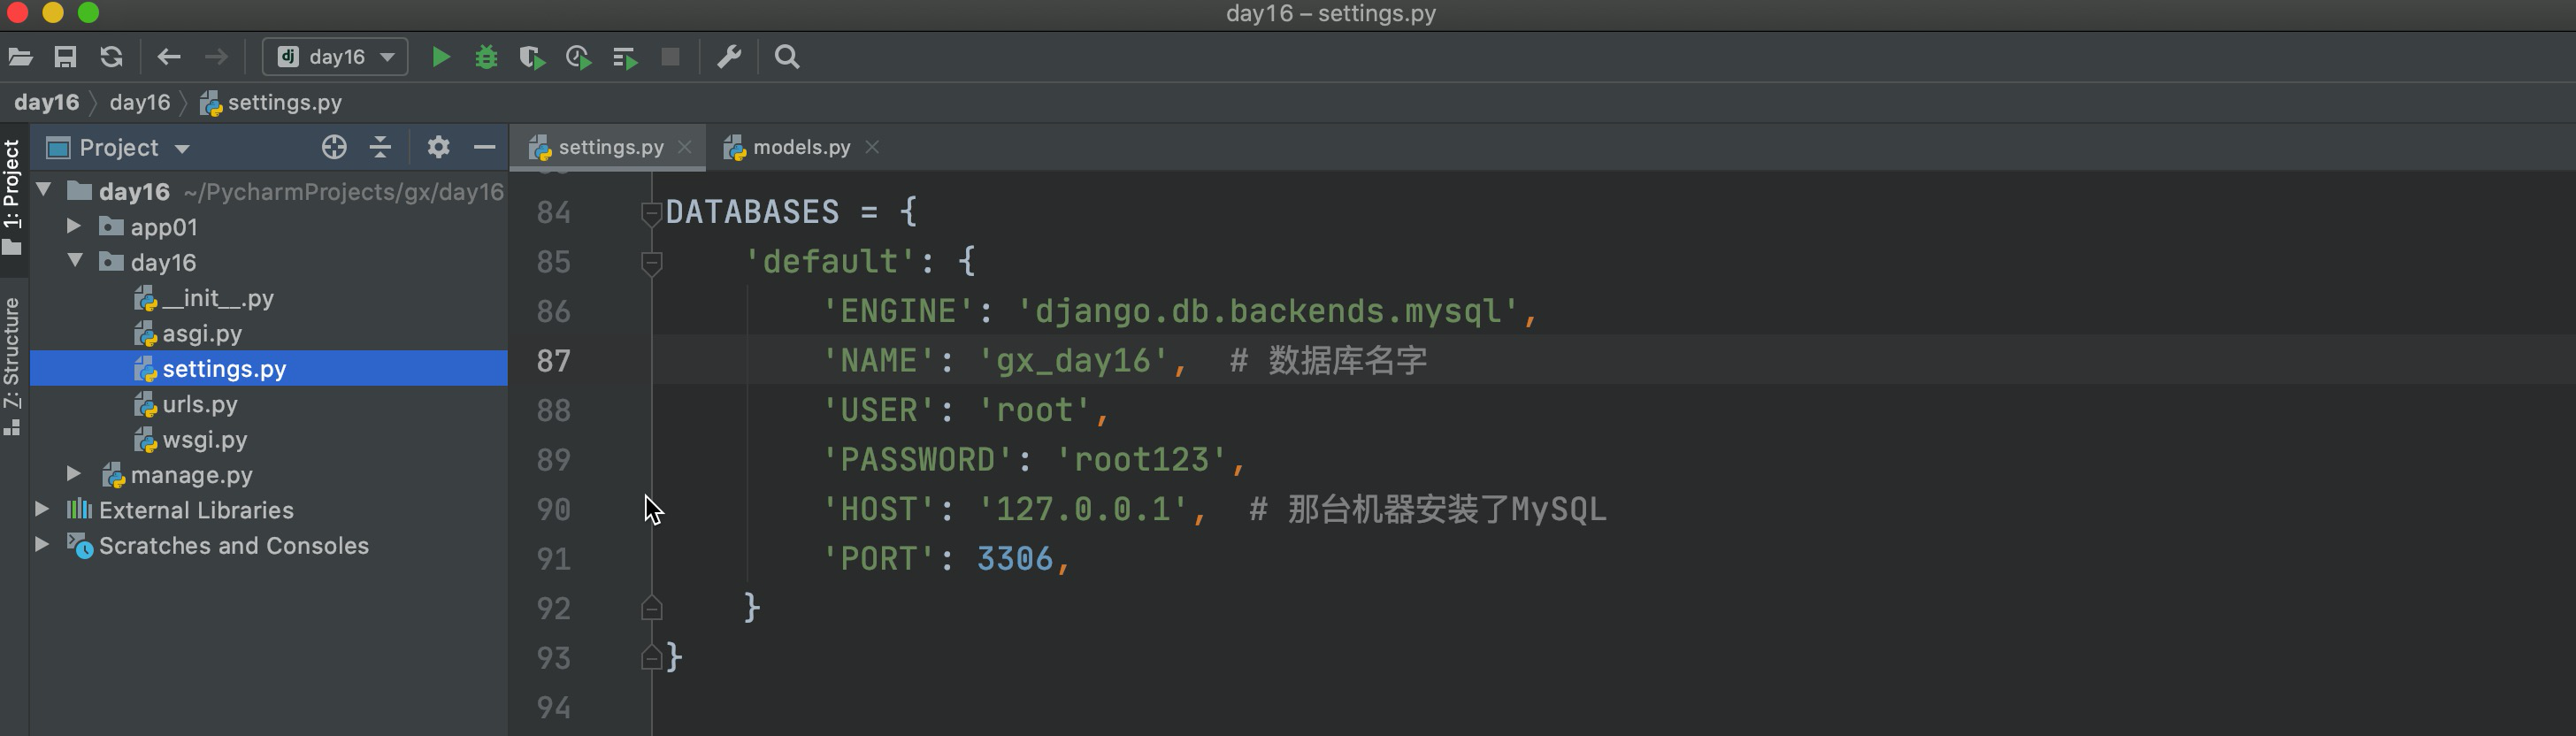 day16 – settings.py
day16
day16 day16 settings.py
1: Project
Z: Structure
Project
day16 ~/PycharmProjects/gx/day16
app01
day16
__init__.py
asgi.py
settings.py
urls.py
wsgi.py
manage.py
External Libraries
Scratches and Consoles
settings.py models.py
84 DATABASES = {
85 'default': {
86 'ENGINE': 'django.db.backends.mysql',
87 'NAME': 'gx_day16', # 数据库名字
88 'USER': 'root',
89 'PASSWORD': 'root123',
90 'HOST': '127.0.0.1', # 那台机器安装了MySQL
91 'PORT': 3306,
92 }
93 }
94